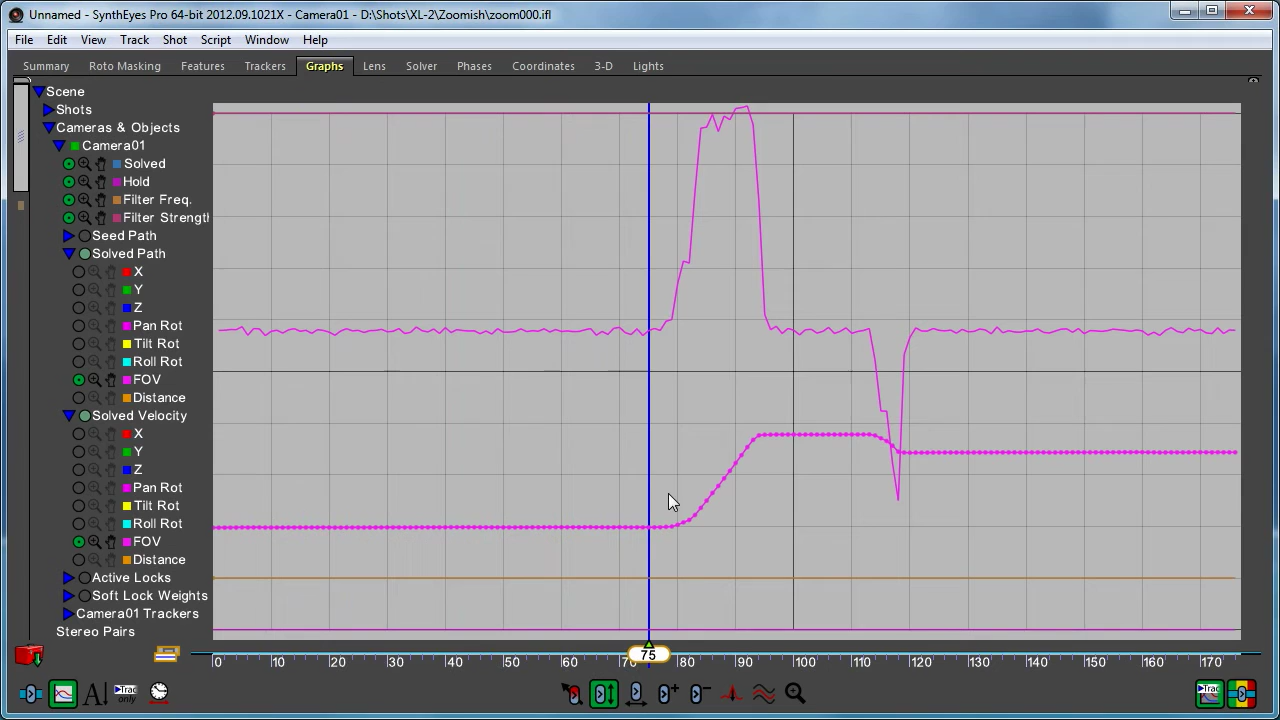 Unnamed - SynthEyes Pro 64-bit 2012.09.1021X - Camera01 - D:\Shots\XL-2\Zoomish\zoom000.ifl
File Edit View Track Shot Script Window Help
Summary Roto Masking Features Trackers Graphs Lens Solver Phases Coordinates 3-D Lights
Scene
Shots
Cameras & Objects
Camera01
Solved
Hold
Filter Freq.
Filter Strength
Seed Path
Solved Path
X
Y
Z
Pan Rot
Tilt Rot
Roll Rot
FOV
Distance
Solved Velocity
X
Y
Z
Pan Rot
Tilt Rot
Roll Rot
FOV
Distance
Active Locks
Soft Lock Weights
Camera01 Trackers
Stereo Pairs
0 10 20 30 40 50 60 70 75 80 90 100 110 120 130 140 150 160 170
A Trac only Trac